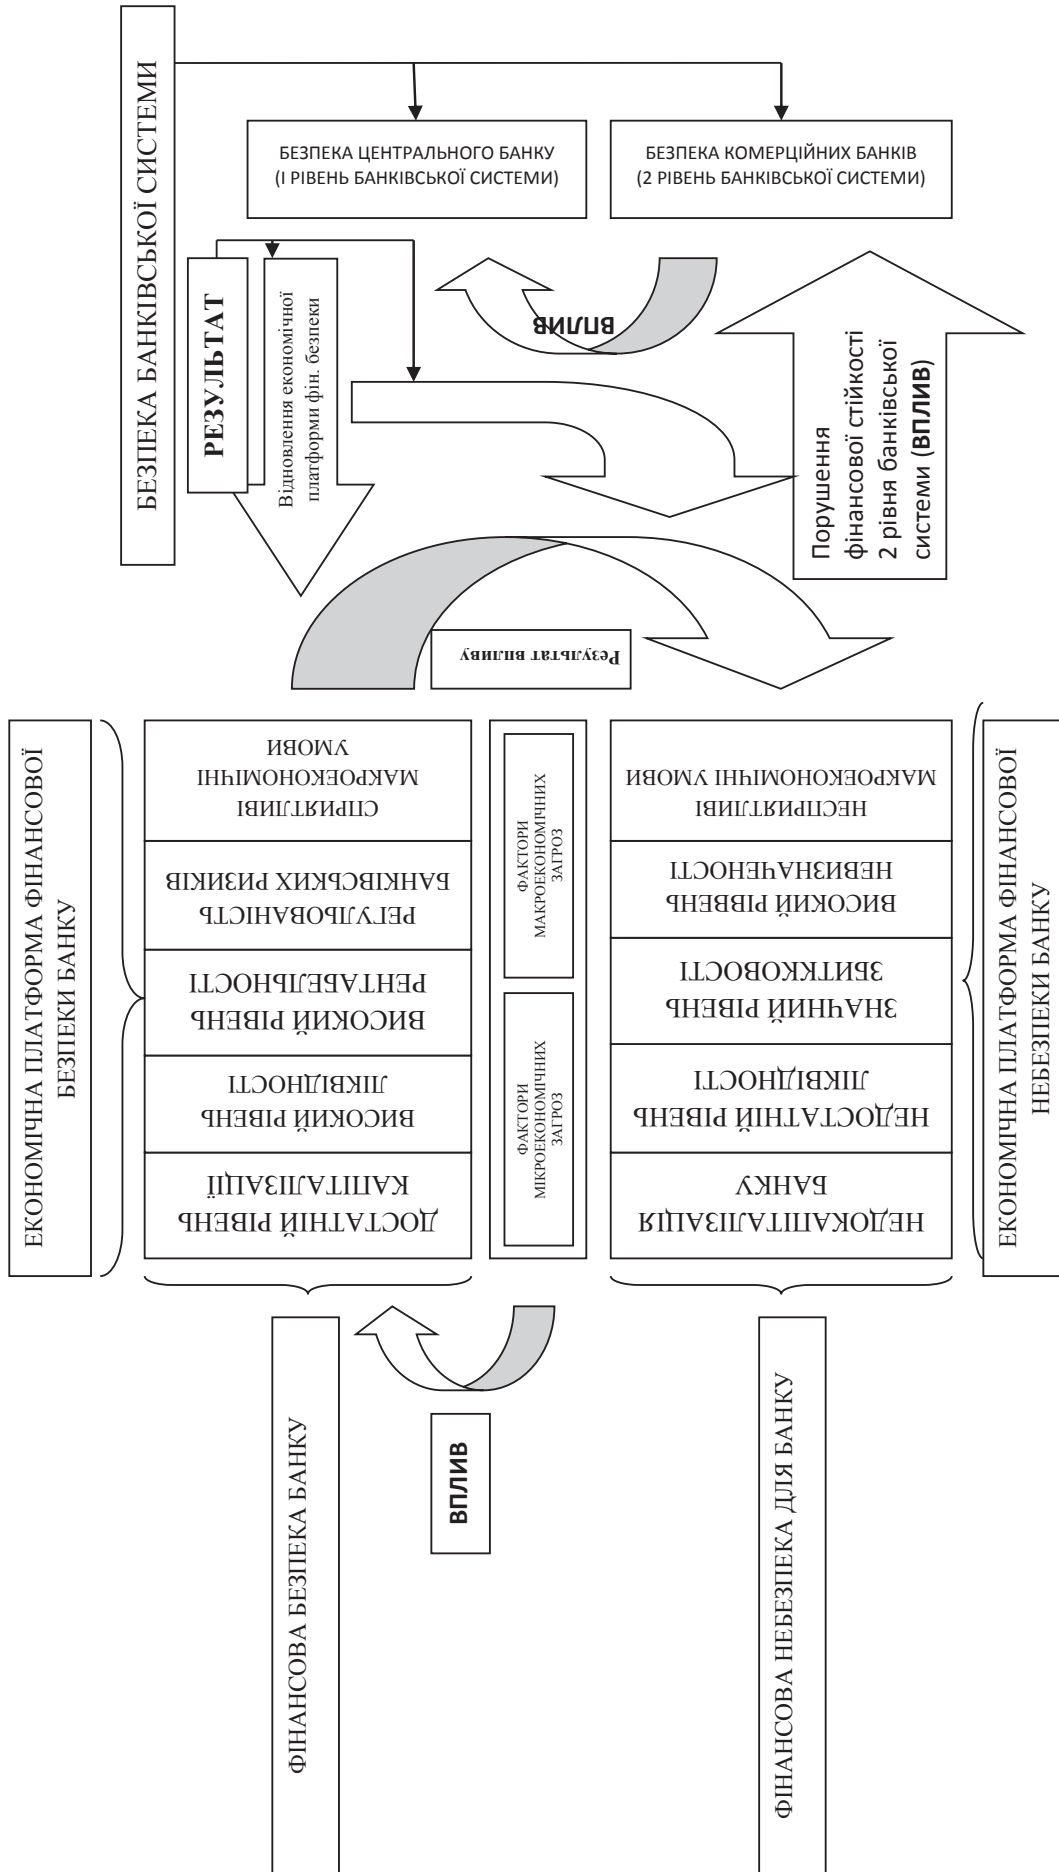 ЕКОНОМІЧНА ПЛАТФОРМА ФІНАНСОВОЇ
БЕЗПЕКИ БАНКУ
БЕЗПЕКА БАНКІВСЬКОЇ СИСТЕМИ
ФІНАНСОВА БЕЗПЕКА БАНКУ
ДОСТАТНІЙ РІВЕНЬ
КАПІТАЛІЗАЦІЇ
ВИСОКИЙ РІВЕНЬ
ЛІКВІДНОСТІ
ВИСОКИЙ РІВЕНЬ
РЕНТАБЕЛЬНОСТІ
РЕГУЛЬОВАНІСТЬ
БАНКІВСЬКИХ РИЗИКІВ
СПРИЯТЛИВІ
МАКРОЕКОНОМІЧНІ
УМОВИ
РЕЗУЛЬТАТ
Відновлення економічної
платформи фін. безпеки
БЕЗПЕКА ЦЕНТРАЛЬНОГО БАНКУ
(І РІВЕНЬ БАНКІВСЬКОЇ СИСТЕМИ)
ВПЛИВ
ФАКТОРИ
МІКРОЕКОНОМІЧНИХ
ЗАГРОЗ
ФАКТОРИ
МАКРОЕКОНОМІЧНИХ
ЗАГРОЗ
Результат впливу
ВПЛИВ
БЕЗПЕКА КОМЕРЦІЙНИХ БАНКІВ
(2 РІВЕНЬ БАНКІВСЬКОЇ СИСТЕМИ)
ФІНАНСОВА НЕБЕЗПЕКА ДЛЯ БАНКУ
НЕДОКАПІТАЛІЗАЦІЯ
БАНКУ
НЕДОСТАТНІЙ РІВЕНЬ
ЛІКВІДНОСТІ
ЗНАЧНИЙ РІВЕНЬ
ЗБИТККОВОСТІ
ВИСОКИЙ РІВВЕНЬ
НЕВИЗНАЧЕНОСТІ
НЕСПРИЯТЛИВІ
МАКРОЕКОНОМІЧНІ УМОВИ
Порушення
фінансової стійкості
2 рівня банківської
системи (ВПЛИВ)
ЕКОНОМІЧНА ПЛАТФОРМА ФІНАНСОВОЇ
НЕБЕЗПЕКИ БАНКУ